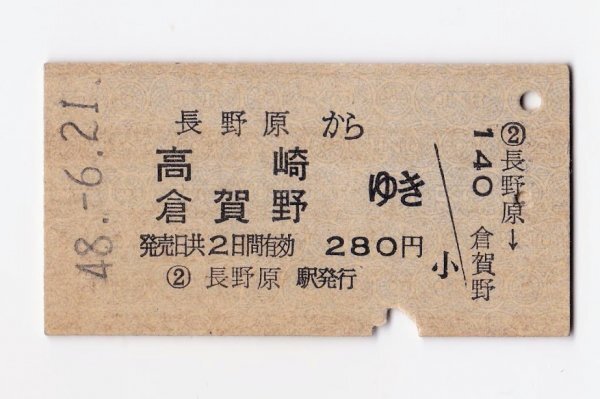 48.-6.21
長野原から
高崎
倉賀野 ゆき
発売日共2日間有効 280円
② 長野原 駅発行
小
②長野原→倉賀野
140